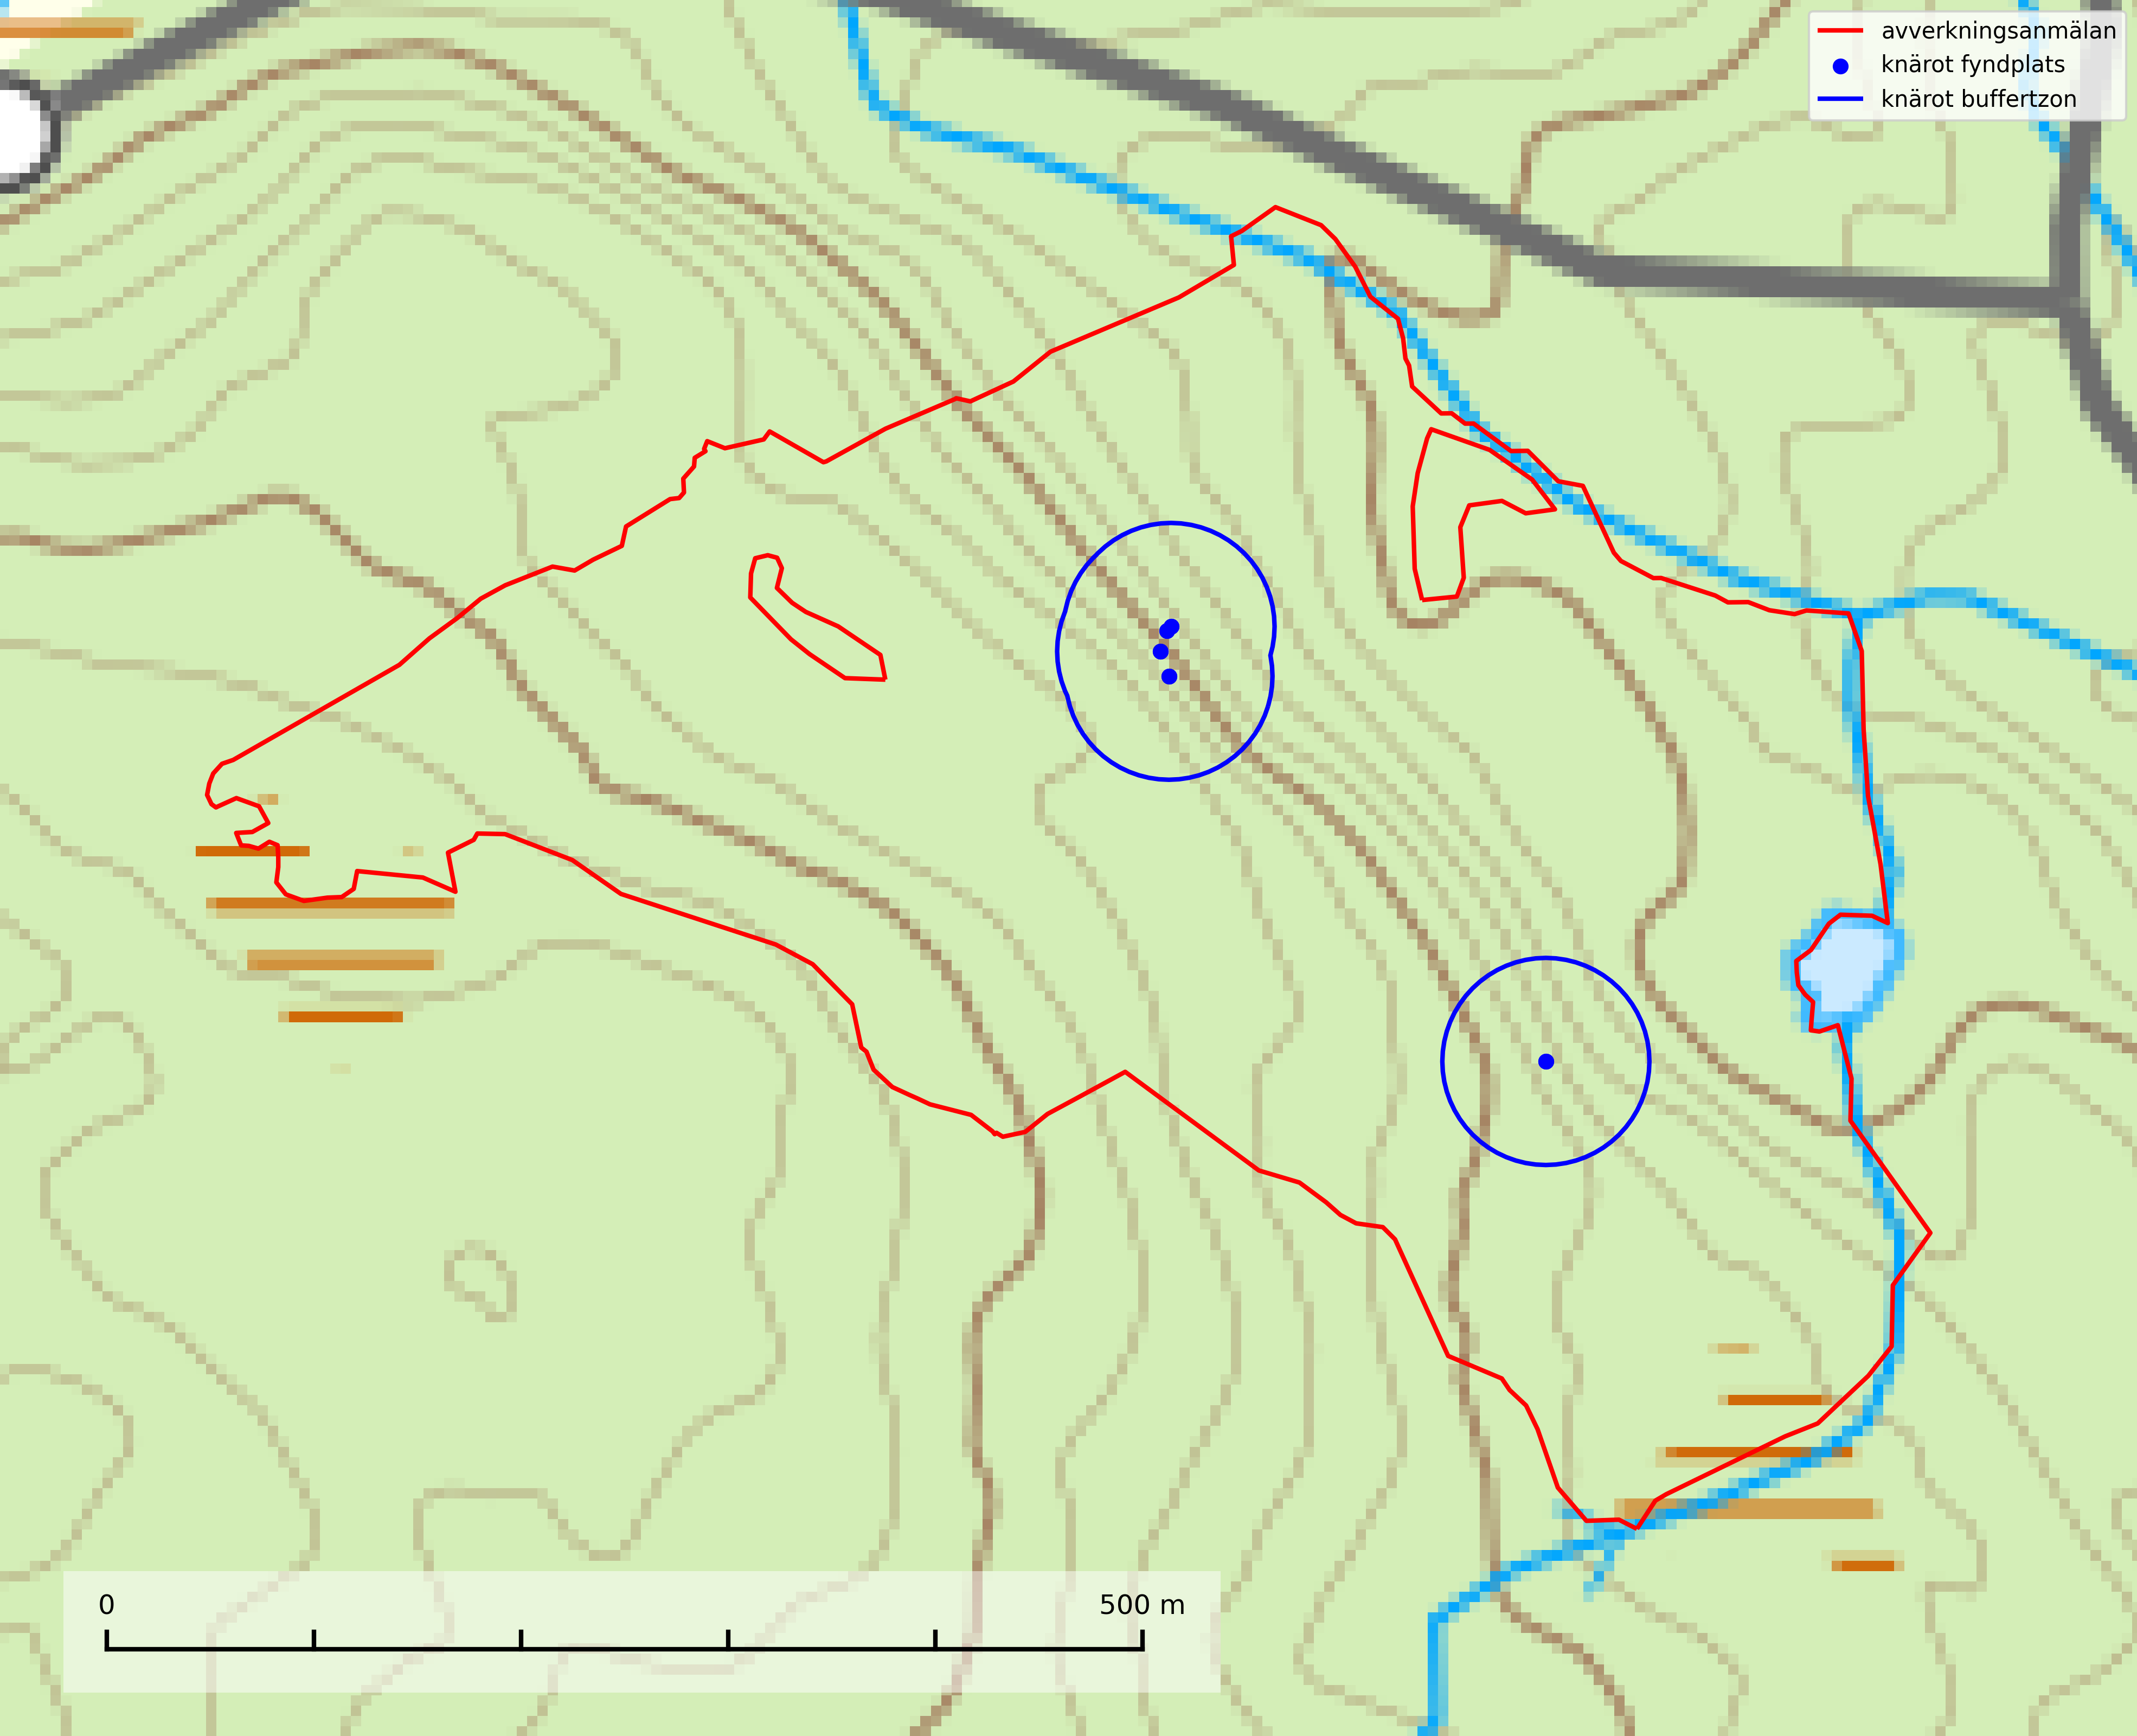 avverkningsanmälan
knärot fyndplats
knärot buffertzon
0 500 m